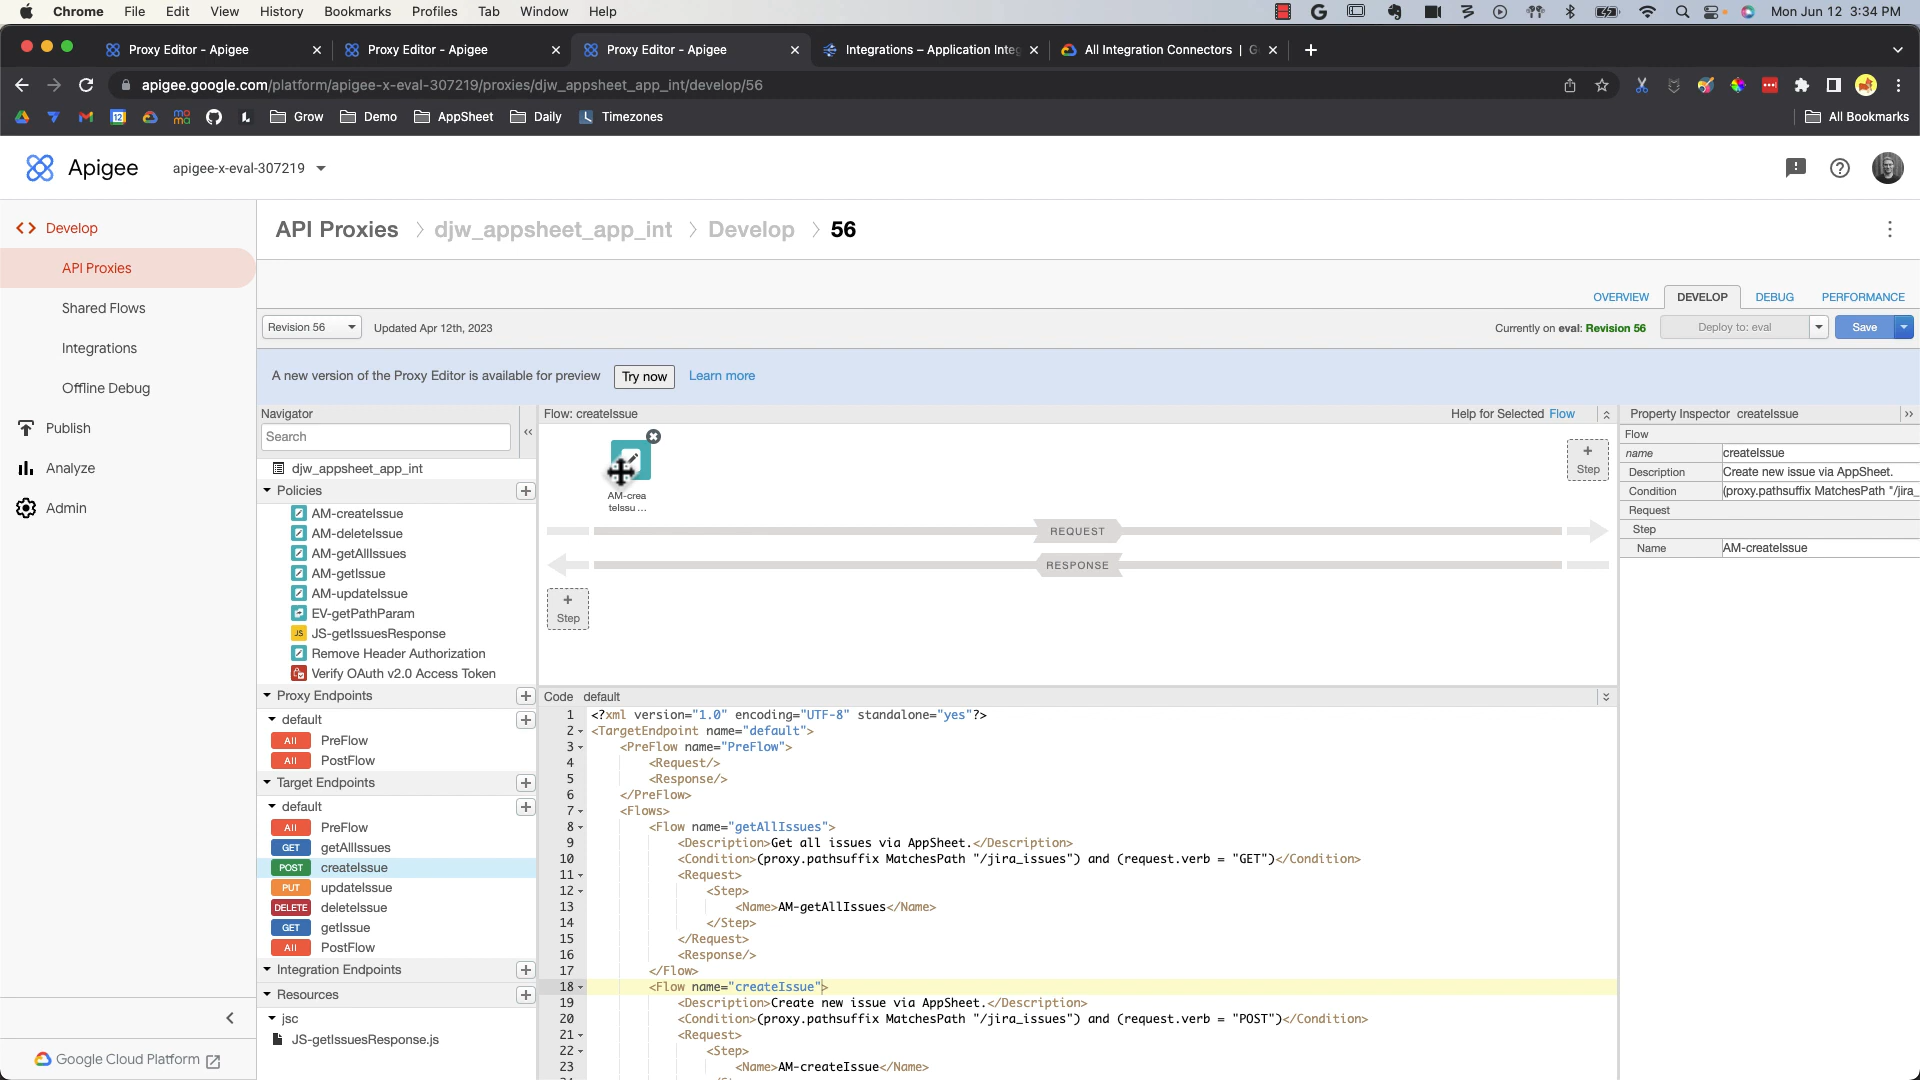 Chrome File Edit View History Bookmarks Profiles Tab Window Help Mon Jun 12 3:34 PM
Proxy Editor - Apigee Proxy Editor - Apigee Proxy Editor - Apigee Integrations – Application Integ All Integration Connectors | G
apigee.google.com/platform/apigee-x-eval-307219/proxies/djw_appsheet_app_int/develop/56
Grow Demo AppSheet Daily Timezones All Bookmarks
Apigee apigee-x-eval-307219
Develop
API Proxies
Shared Flows
Integrations
Offline Debug
Publish
Analyze
Admin
Google Cloud Platform
API Proxies > djw_appsheet_app_int > Develop > 56
OVERVIEW DEVELOP DEBUG PERFORMANCE
Revision 56 Updated Apr 12th, 2023 Currently on eval: Revision 56 Deploy to: eval Save
A new version of the Proxy Editor is available for preview Try now Learn more
Navigator
Search
djw_appsheet_app_int
Policies
AM-createIssue
AM-deleteIssue
AM-getAllIssues
AM-getIssue
AM-updateIssue
EV-getPathParam
JS JS-getIssuesResponse
Remove Header Authorization
Verify OAuth v2.0 Access Token
Proxy Endpoints
default
All PreFlow
All PostFlow
Target Endpoints
default
All PreFlow
GET getAllIssues
POST createIssue
PUT updateIssue
DELETE deleteIssue
GET getIssue
All PostFlow
Integration Endpoints
Resources
jsc
JS-getIssuesResponse.js
Flow: createIssue Help for Selected Flow
AM-crea
teIssu ...
+
Step
REQUEST
RESPONSE
+
Step
Code default
1 <?xml version="1.0" encoding="UTF-8" standalone="yes"?>
2 <TargetEndpoint name="default">
3 <PreFlow name="PreFlow">
4 <Request/>
5 <Response/>
6 </PreFlow>
7 <Flows>
8 <Flow name="getAllIssues">
9 <Description>Get all issues via AppSheet.</Description>
10 <Condition>(proxy.pathsuffix MatchesPath "/jira_issues") and (request.verb = "GET")</Condition>
11 <Request>
12 <Step>
13 <Name>AM-getAllIssues</Name>
14 </Step>
15 </Request>
16 <Response/>
17 </Flow>
18 <Flow name="createIssue">
19 <Description>Create new issue via AppSheet.</Description>
20 <Condition>(proxy.pathsuffix MatchesPath "/jira_issues") and (request.verb = "POST")</Condition>
21 <Request>
22 <Step>
23 <Name>AM-createIssue</Name>
Property Inspector createIssue
Flow
name createIssue
Description Create new issue via AppSheet.
Condition (proxy.pathsuffix MatchesPath "/jira_
Request
Step
Name AM-createIssue